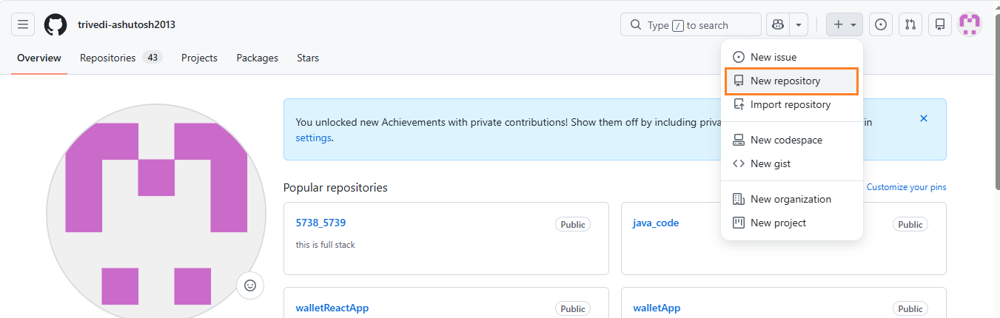 trivedi-ashutosh2013
Type / to search
Overview Repositories 43 Projects Packages Stars
New issue
New repository
Import repository
New codespace
New gist
New organization
New project
You unlocked new Achievements with private contributions! Show them off by including in
settings.
Popular repositories
Customize your pins
5738_5739 Public
this is full stack
java_code Public
walletReactApp Public
walletApp Public